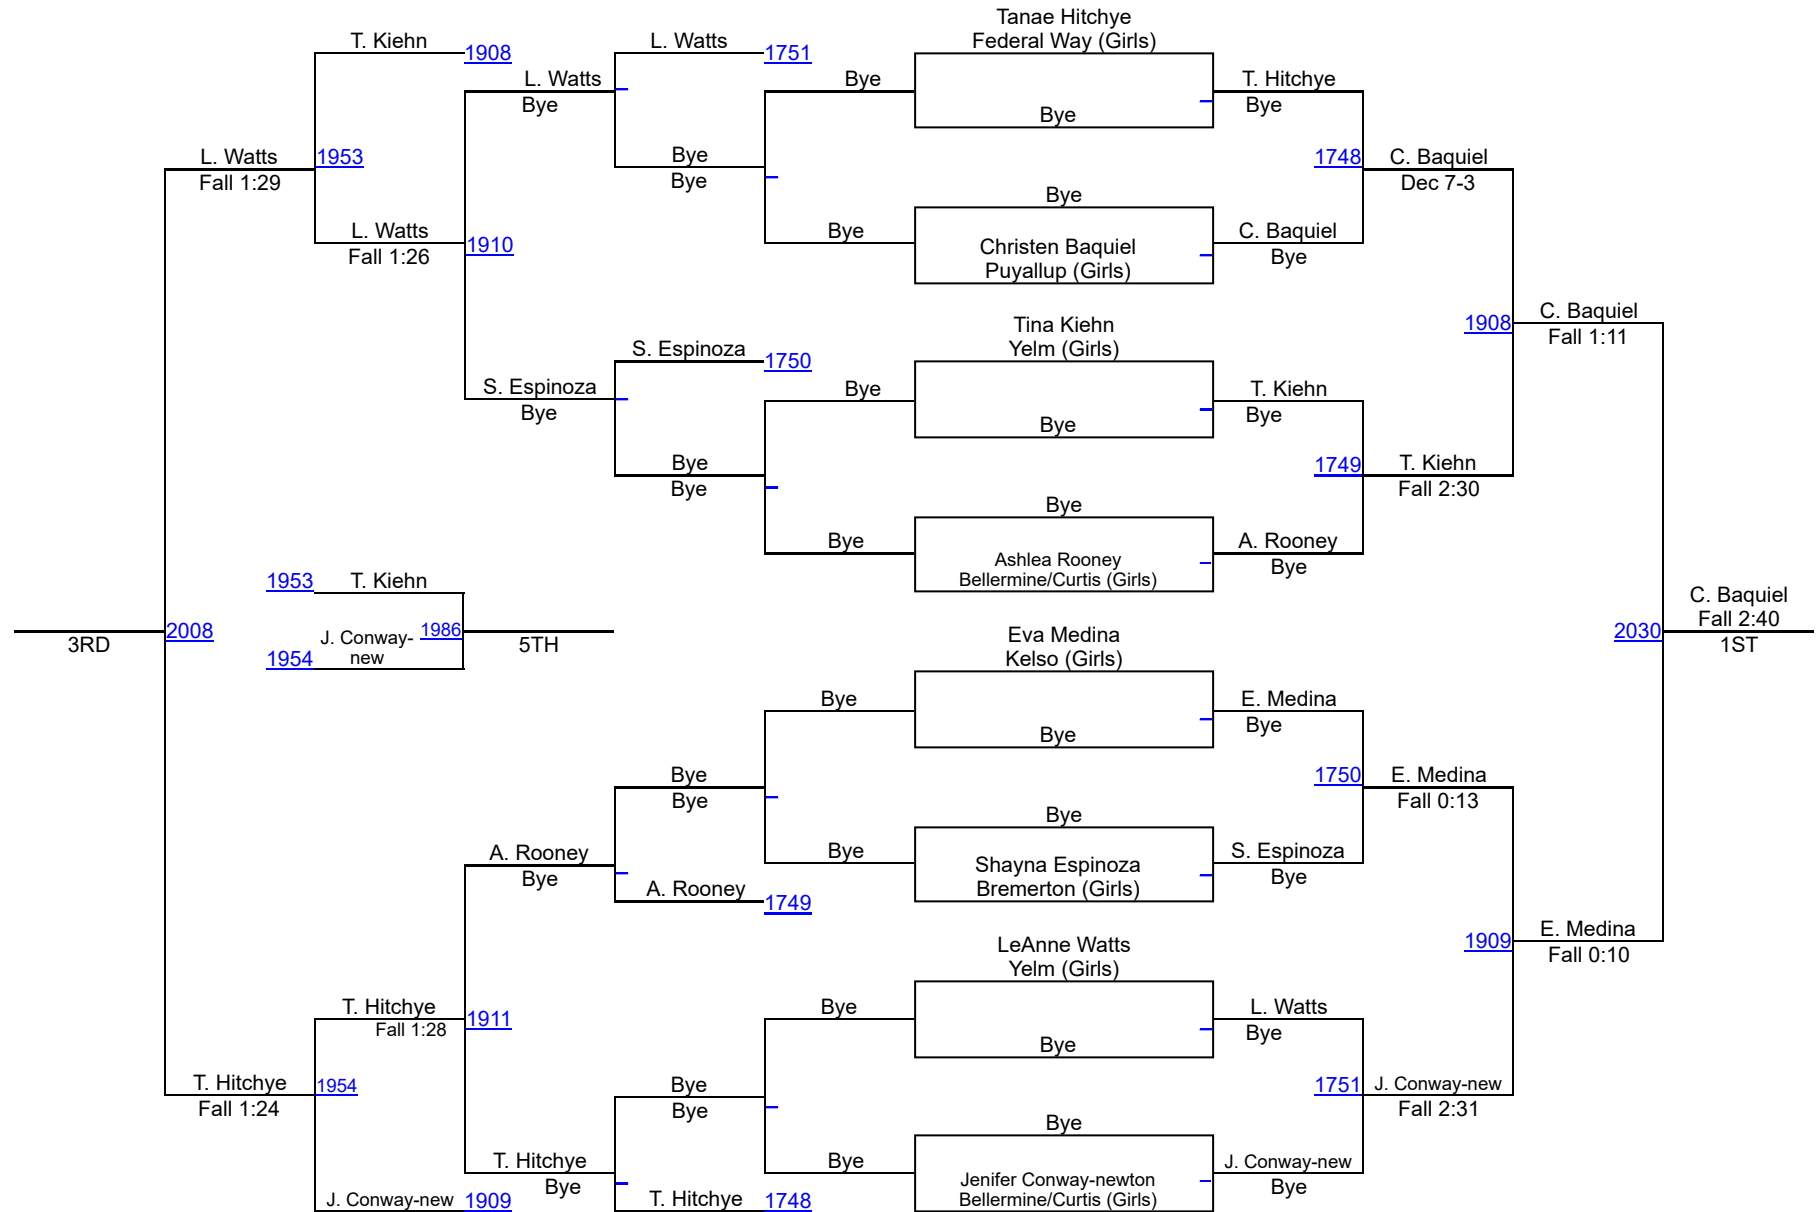 Tanae Hitchye
T. Kiehn
1908
L. Watts
1751
Federal Way (Girls)
L. Watts
Bye
Bye
T. Hitchye
Bye
Bye
L. Watts
1953
Fall 1:29
Bye
Bye
1748
C. Baquiel
Dec 7-3
Bye
L. Watts
1910
Fall 1:26
Bye
Christen Baquiel
Puyallup (Girls)
C. Baquiel
Bye
Tina Kiehn
Yelm (Girls)
1908
C. Baquiel
Fall 1:11
S. Espinoza
1750
S. Espinoza
Bye
Bye
Bye
T. Kiehn
Bye
Bye
Bye
1749
T. Kiehn
Fall 2:30
Bye
Bye
Ashlea Rooney
Bellermine/Curtis (Girls)
A. Rooney
Bye
1953
T. Kiehn
3RD
2008
J. Conway-
new
1986
5TH
1954
C. Baquiel
Fall 2:40
2030
1ST
Eva Medina
Kelso (Girls)
Bye
Bye
E. Medina
Bye
Bye
Bye
1750
E. Medina
Fall 0:13
Bye
A. Rooney
Bye
Bye
Shayna Espinoza
Bremerton (Girls)
S. Espinoza
Bye
A. Rooney
1749
LeAnne Watts
Yelm (Girls)
1909
E. Medina
Fall 0:10
T. Hitchye
Fall 1:28
1911
Bye
Bye
L. Watts
Bye
T. Hitchye
Fall 1:24
1954
Bye
Bye
1751
J. Conway-new
Fall 2:31
Bye
T. Hitchye
Bye
Bye
Jenifer Conway-newton
Bellermine/Curtis (Girls)
J. Conway-new
Bye
J. Conway-new
1909
T. Hitchye
1748